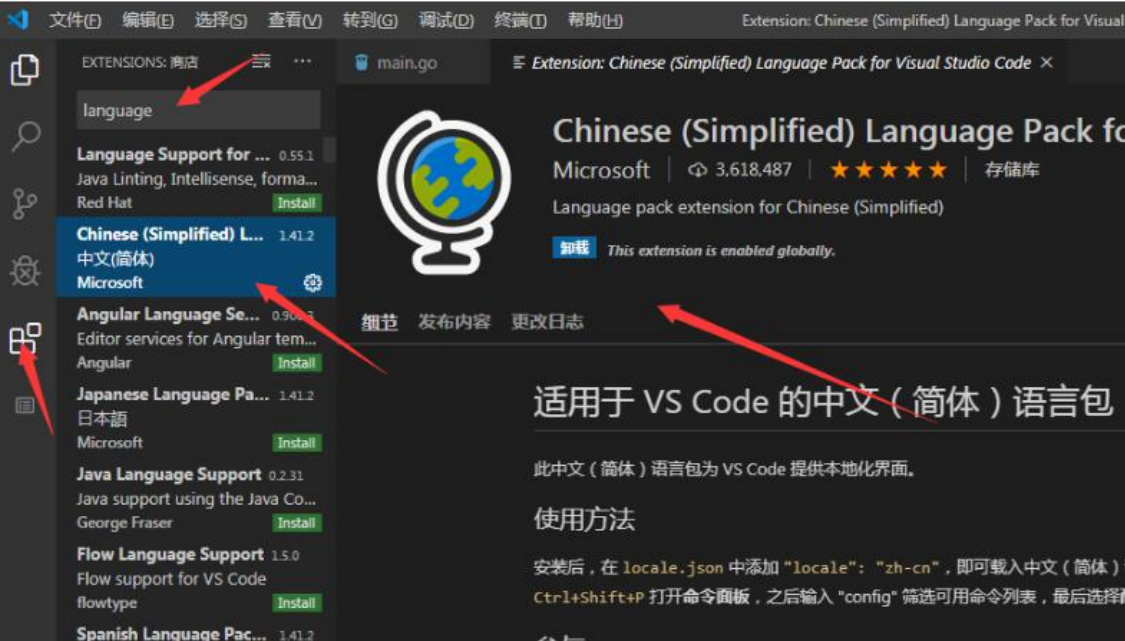 文件(F) 编辑(E) 选择(S) 查看(V) 转到(G) 调试(D) 终端(T) 帮助(H) Extension: Chinese (Simplified) Language Pack for Visual
EXTENSIONS: 商店 ···
main.go
Extension: Chinese (Simplified) Language Pack for Visual Studio Code ×
language
Language Support for ... 0.55.1
Java Linting, Intellisense, forma...
Red Hat Install
Chinese (Simplified) L... 1.41.2
中文(简体)
Microsoft
Angular Language Se...
Editor services for Angular tem...
Angular Install
Japanese Language Pa... 1.41.2
日本語
Microsoft Install
Java Language Support 0.2.31
Java support using the Java Co...
George Fraser Install
Flow Language Support 1.5.0
Flow support for VS Code
flowtype Install
Spanish Language Pac... 1.41.2
Chinese (Simplified) Language Pack fo
Microsoft 3,618,487 ★★★★★ 存储库
Language pack extension for Chinese (Simplified)
卸载 This extension is enabled globally.
细节 发布内容 更改日志
适用于 VS Code 的中文（简体）语言包
此中文（简体）语言包为 VS Code 提供本地化界面。
使用方法
安装后，在 locale.json 中添加 "locale": "zh-cn"，即可载入中文（简体）
Ctrl+Shift+P 打开命令面板，之后输入 "config" 筛选可用命令列表，最后选择